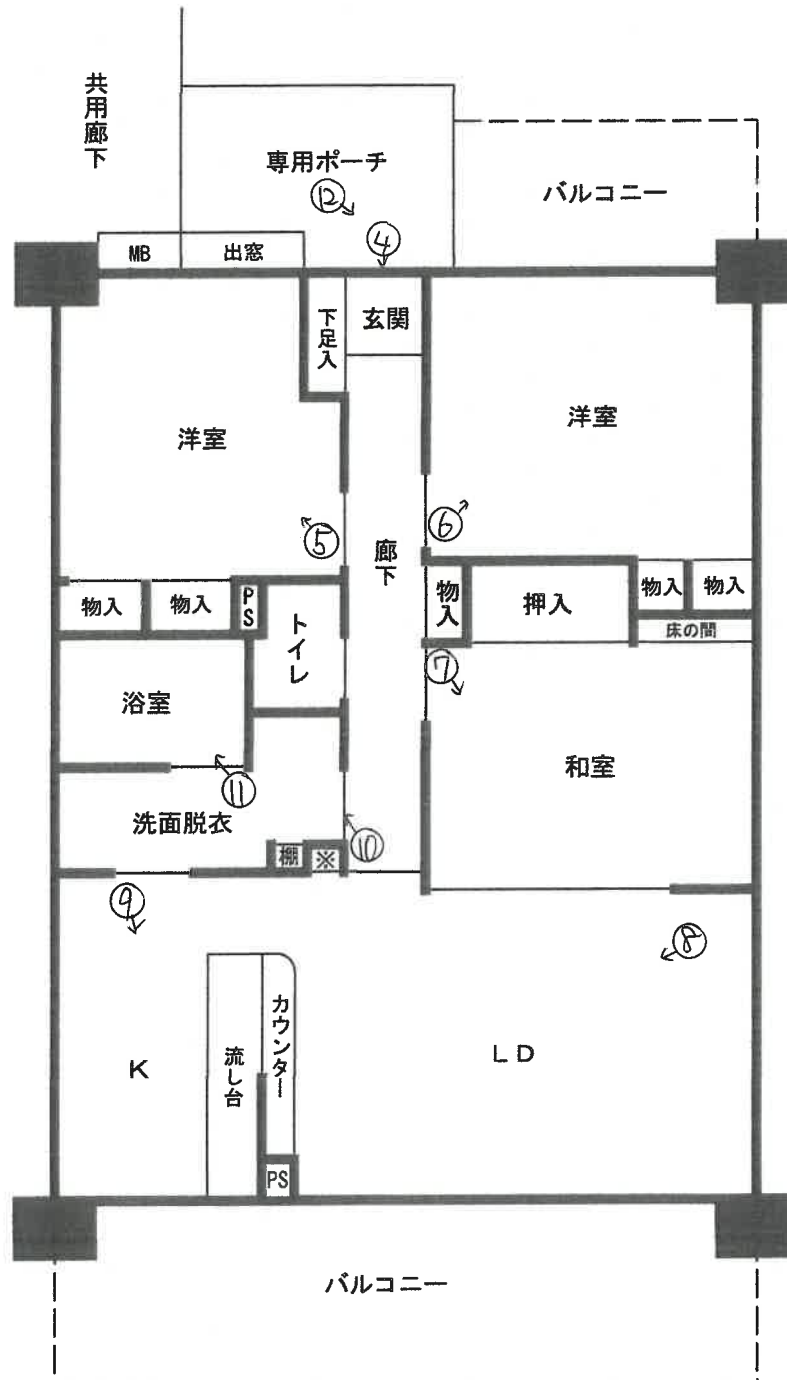 共用廊下
専用ポーチ
⑫
バルコニー
④
MB
出窓
下足入
玄関
洋室
洋室
⑤
⑥
廊下
物入
物入
PS
トイレ
物入
押入
物入
物入
床の間
⑦
浴室
和室
⑪
洗面脱衣
⑩
棚
※
⑨
⑧
カウンター
流し台
K
LD
PS
バルコニー